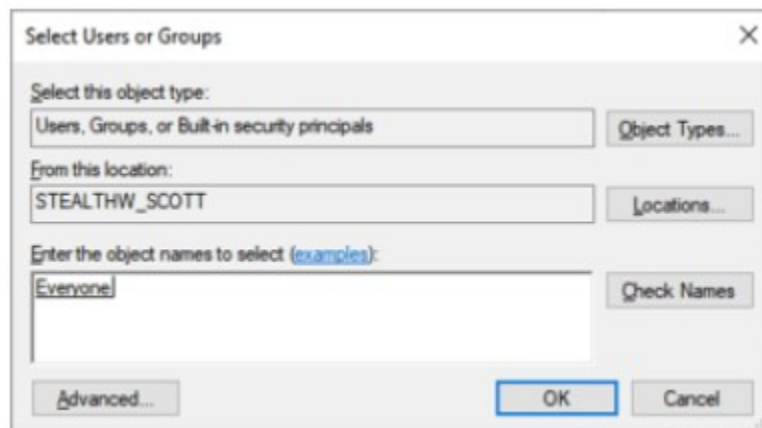 Select Users or Groups
Select this object type:
Users, Groups, or Built-in security principals
Object Types...
From this location:
STEALTHW_SCOTT
Locations...
Enter the object names to select (examples):
Everyone
Check Names
Advanced...
OK
Cancel